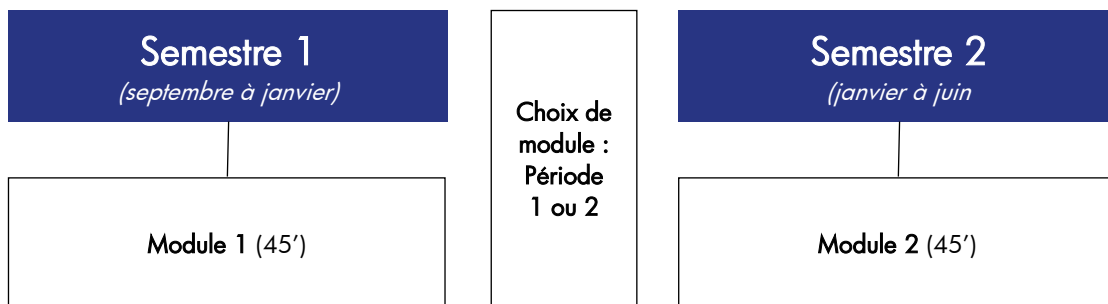 Semestre 1
(septembre à janvier)
Module 1 (45’)
Choix de
module :
Période
1 ou 2
Semestre 2
(janvier à juin
Module 2 (45’)